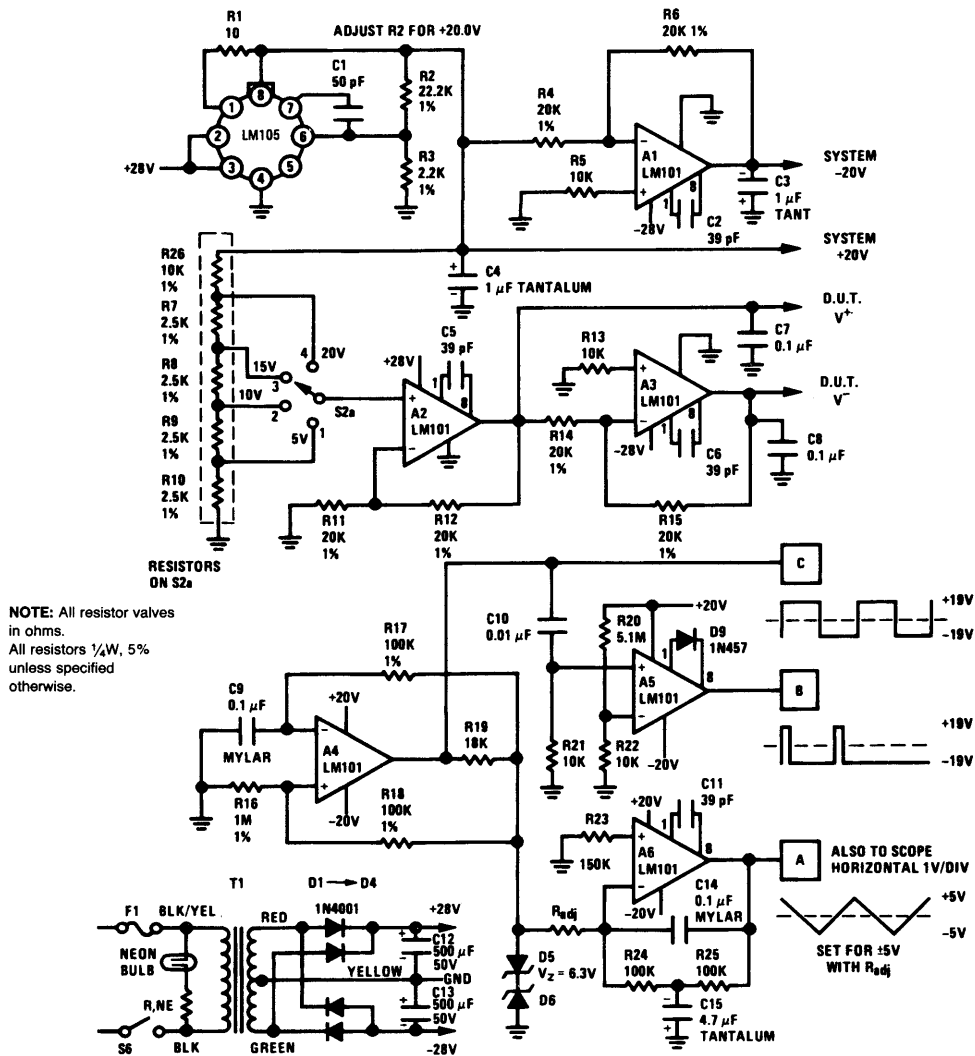 R1
10
ADJUST R2 FOR +20.0V
R6
20K 1%
C1
50 pF
R2
22.2K
1%
8
1
7
2
LM105
6
3
5
4
+28V
R3
2.2K
1%
R4
20K
1%
R5
10K
−
A1
LM101
+
1
8
−28V
C2
39 pF
−
C3
1 μF
+
TANT
SYSTEM
−20V
SYSTEM
+20V
R26
10K
1%
R7
2.5K
1%
R8
2.5K
1%
R9
2.5K
1%
R10
2.5K
1%
+
C4
−
1 μF TANTALUM
4
20V
15V
3
10V
2
5V
1
S2a
C5
39 pF
+28V
1
8
+
A2
LM101
−
R13
10K
+
A3
LM101
−
1
8
−28V
C6
39 pF
C7
0.1 μF
D.U.T.
V+
D.U.T.
V−
C8
0.1 μF
R14
20K
1%
R11
20K
1%
R12
20K
1%
R15
20K
1%
RESISTORS
ON S2a
NOTE: All resistor valves
in ohms.
All resistors ¼W, 5%
unless specified
otherwise.
C
+19V
−19V
C10
0.01 μF
R20
5.1M
+20V
D9
1N457
1
8
+
A5
LM101
−
−20V
B
+19V
−19V
R21
10K
R22
10K
R17
100K
1%
C9
0.1 μF
MYLAR
+20V
−
A4
LM101
+
−20V
R19
18K
R16
1M
1%
R18
100K
1%
C11
39 pF
+20V
1
8
R23
150K
+
A6
LM101
−
−20V
C14
0.1 μF
MYLAR
A
ALSO TO SCOPE
HORIZONTAL 1V/DIV
+5V
−5V
SET FOR ±5V
WITH Radj
Radj
R24
100K
R25
100K
D5
VZ = 6.3V
D6
−
C15
4.7 μF
+
TANTALUM
T1
D1 → D4
F1
BLK/YEL
RED
1N4001
+28V
NEON
BULB
+
C12
500 μF
−
50V
YELLOW
GND
R,NE
+
C13
500 μF
−
50V
S6
BLK
GREEN
−28V